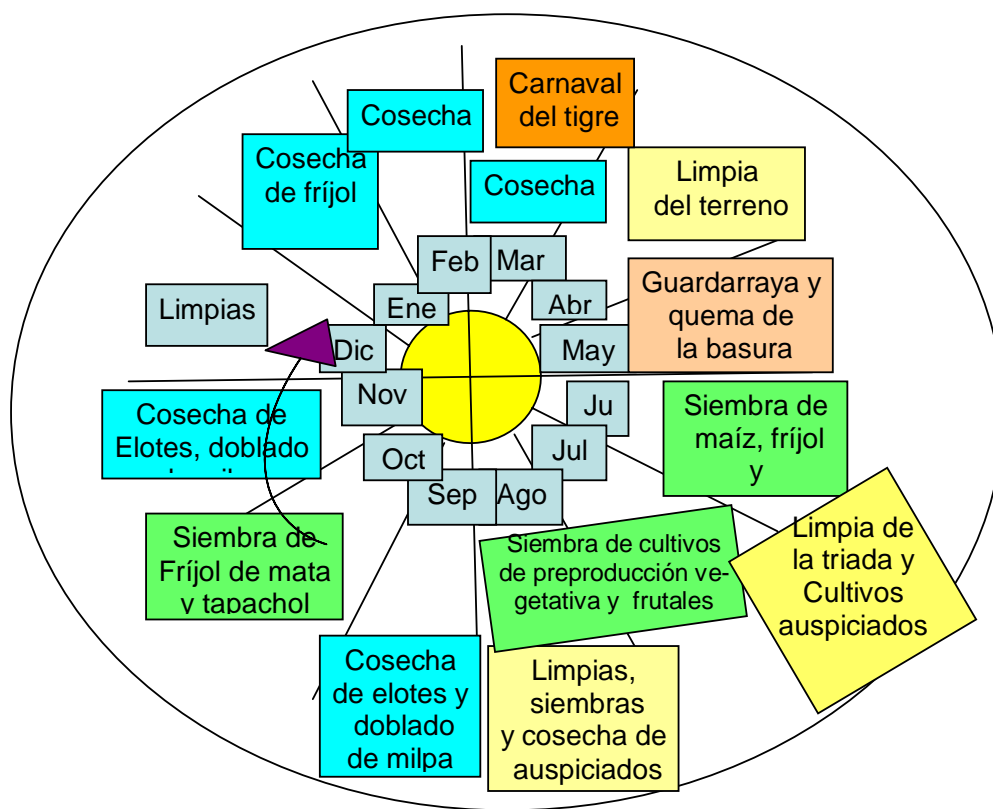 Carnaval
del tigre
Cosecha
Cosecha
de fríjol
Cosecha
Limpia
del terreno
Feb
Mar
Guardarraya y
quema de
la basura
Limpias
Ene
Abr
Dic
May
Nov
Ju
Siembra de
maíz, fríjol
y
Cosecha de
Elotes, doblado
Oct
Jul
Sep
Ago
Siembra de
Fríjol de mata
y tapachol
Siembra de cultivos
de preproducción ve-
getativa y frutales
Limpia de
la triada y
Cultivos
auspiciados
Cosecha
de elotes y
doblado
de milpa
Limpias,
siembras
y cosecha de
auspiciados